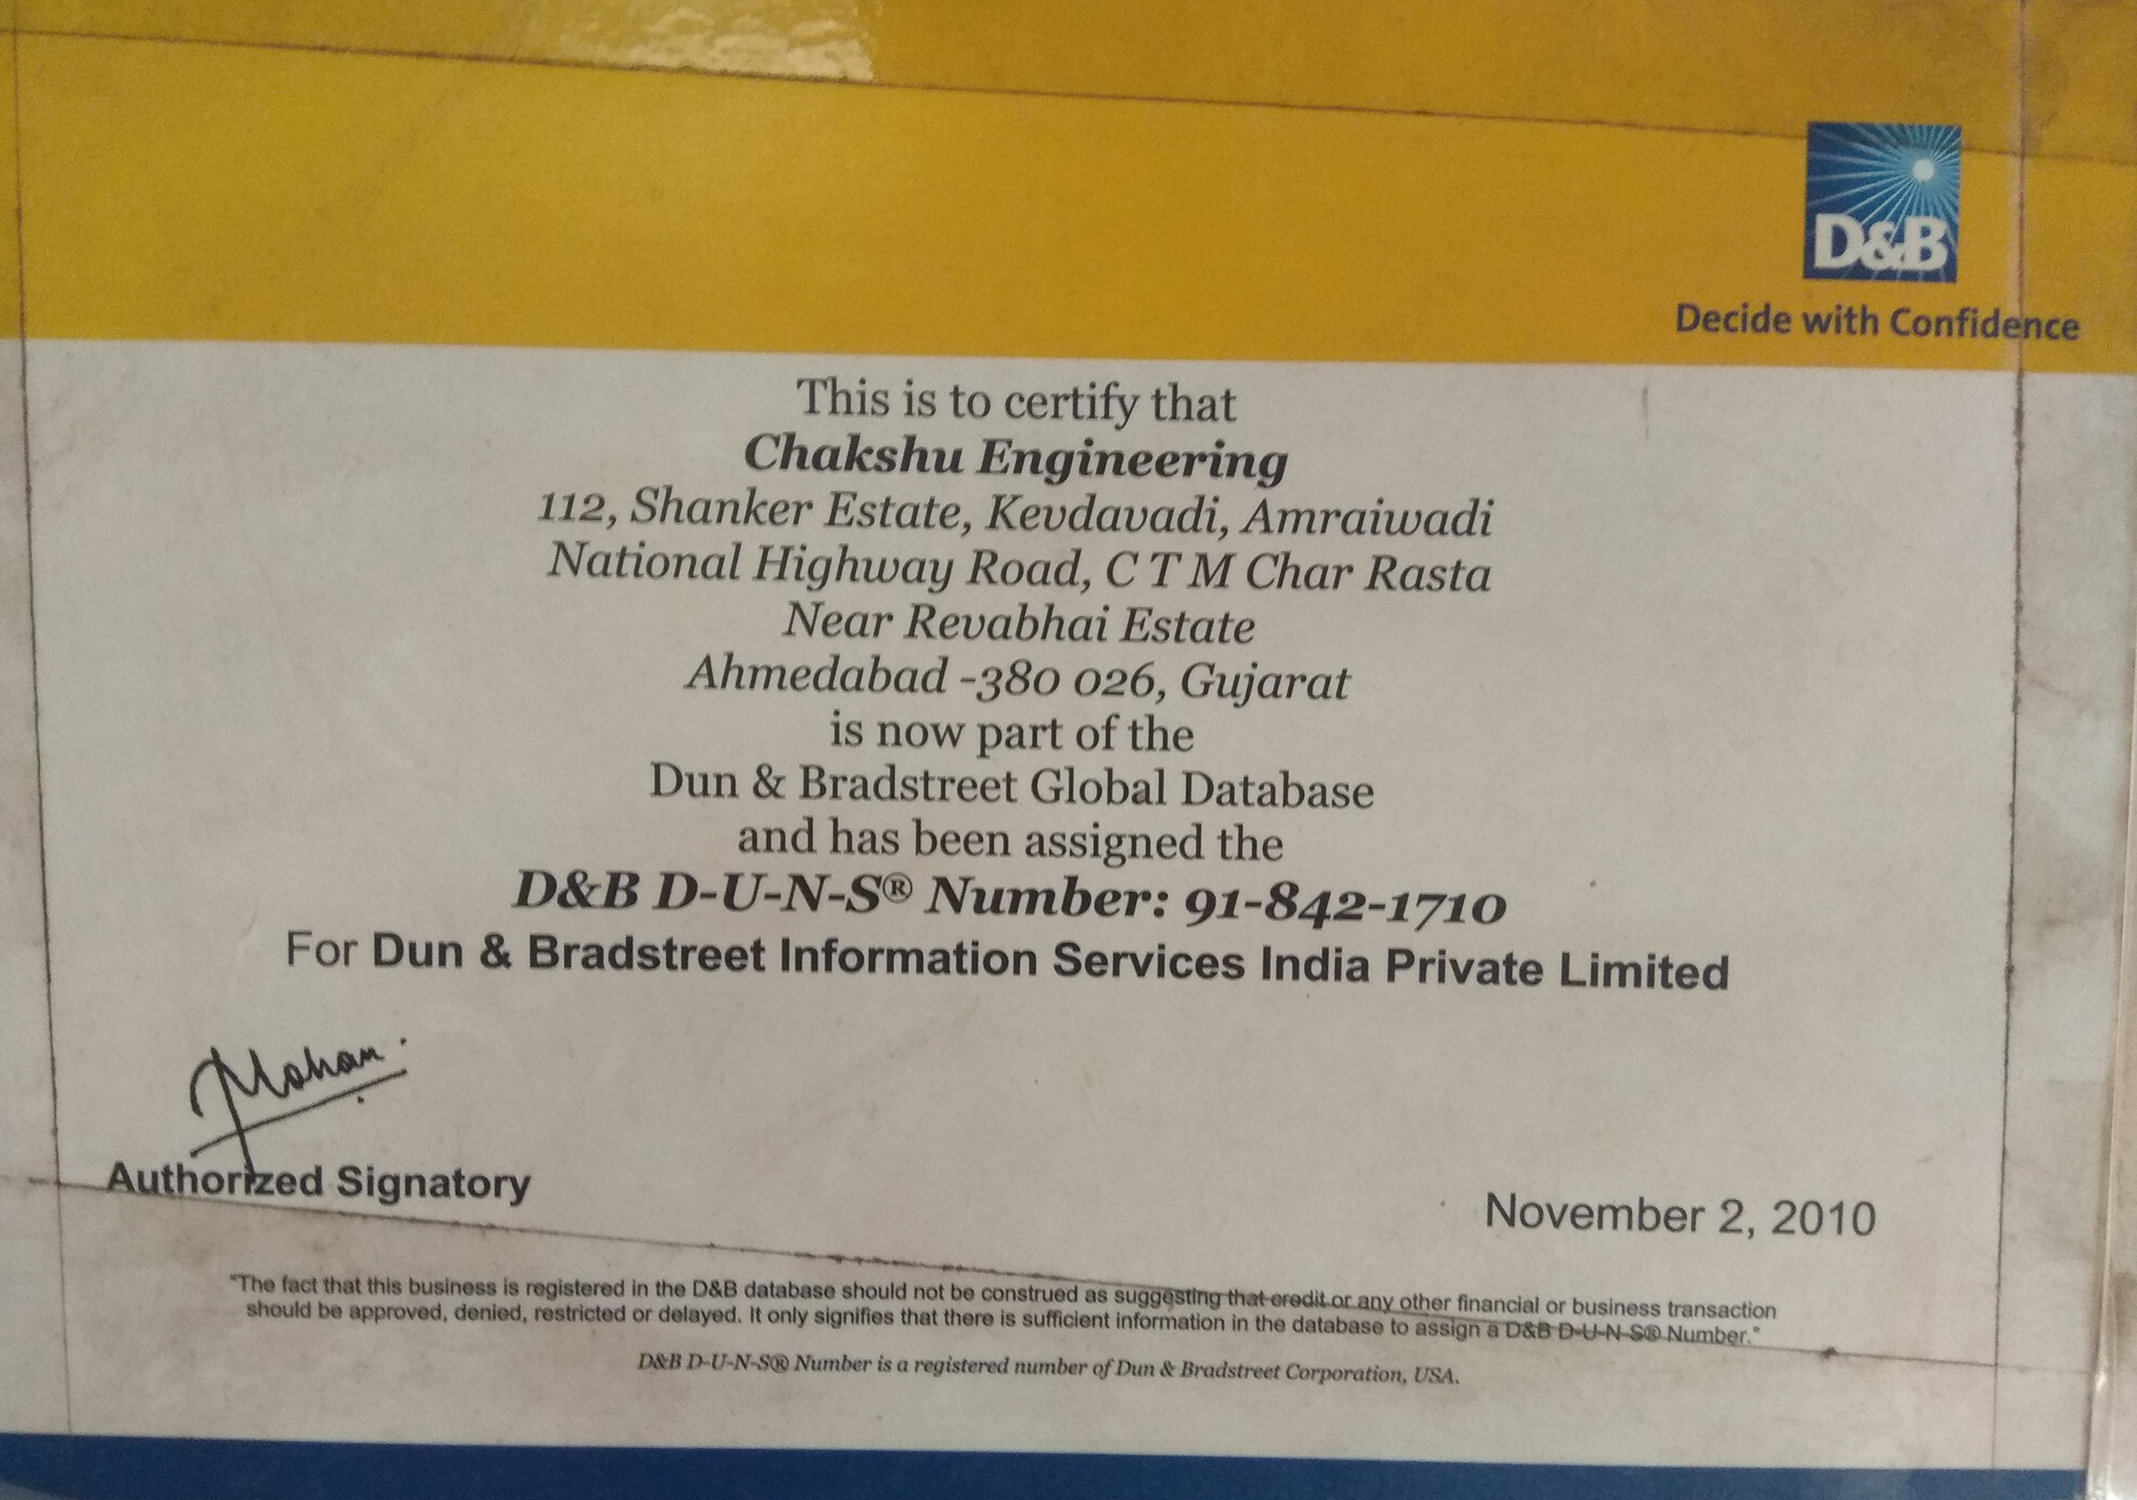 D&B
Decide with Confidence
This is to certify that
Chakshu Engineering
112, Shanker Estate, Kevdavadi, Amraiwadi
National Highway Road, C T M Char Rasta
Near Revabhai Estate
Ahmedabad -380 026, Gujarat
is now part of the
Dun & Bradstreet Global Database
and has been assigned the
D&B D-U-N-S® Number: 91-842-1710
For Dun & Bradstreet Information Services India Private Limited
Mohan
Authorized Signatory
November 2, 2010
"The fact that this business is registered in the D&B database should not be construed as suggesting that credit or any other financial or business transaction
should be approved, denied, restricted or delayed. It only signifies that there is sufficient information in the database to assign a D&B D-U-N-S® Number."
D&B D-U-N-S® Number is a registered number of Dun & Bradstreet Corporation, USA.